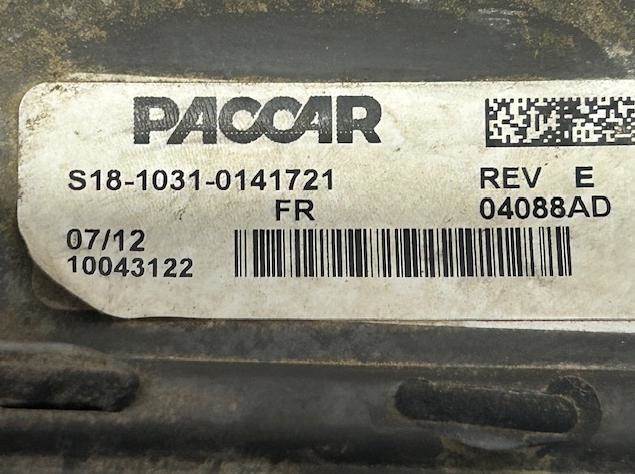 PACCAR
S18-1031-0141721 REV E
FR 04088AD
07/12
10043122